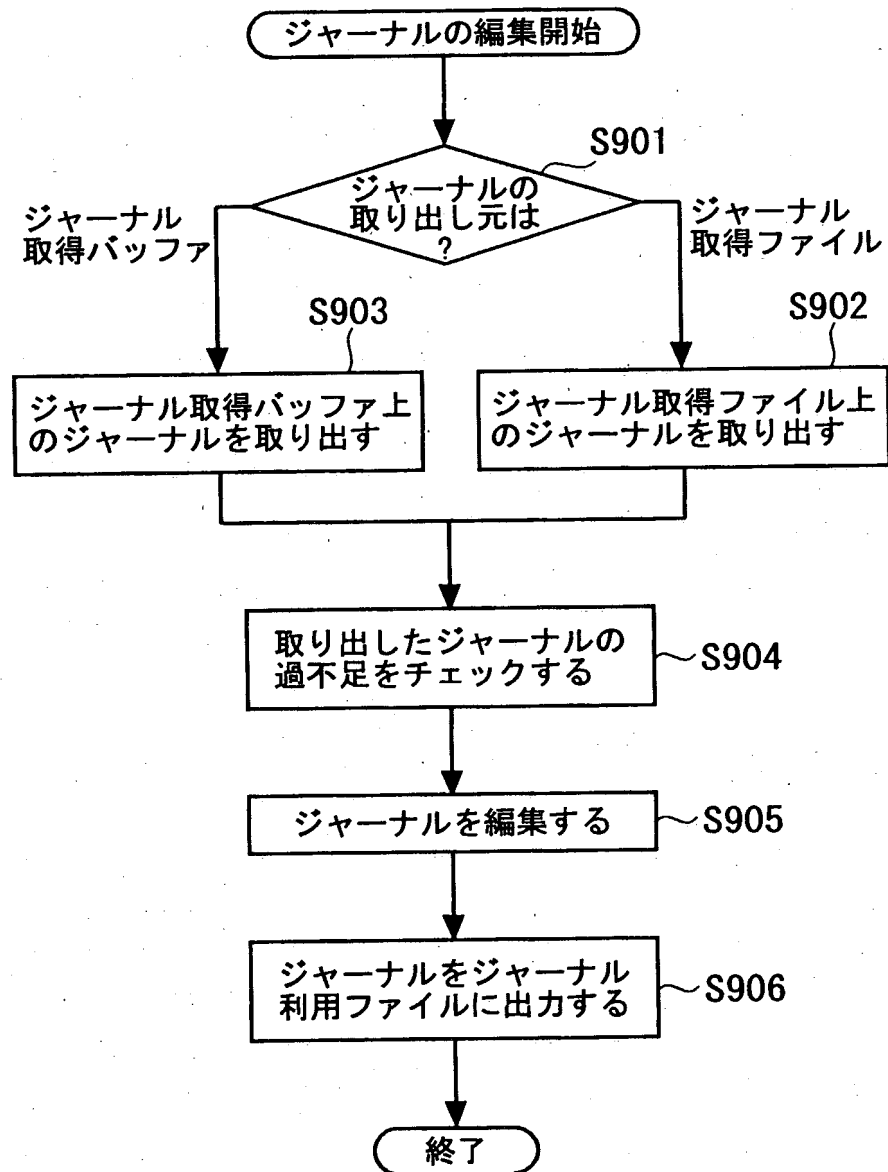 ジャーナルの編集開始
S901
ジャーナルの
取り出し元は
?
ジャーナル
取得バッファ
ジャーナル
取得ファイル
S903
S902
ジャーナル取得バッファ上
のジャーナルを取り出す
ジャーナル取得ファイル上
のジャーナルを取り出す
取り出したジャーナルの
過不足をチェックする
S904
ジャーナルを編集する
S905
ジャーナルをジャーナル
利用ファイルに出力する
S906
終了